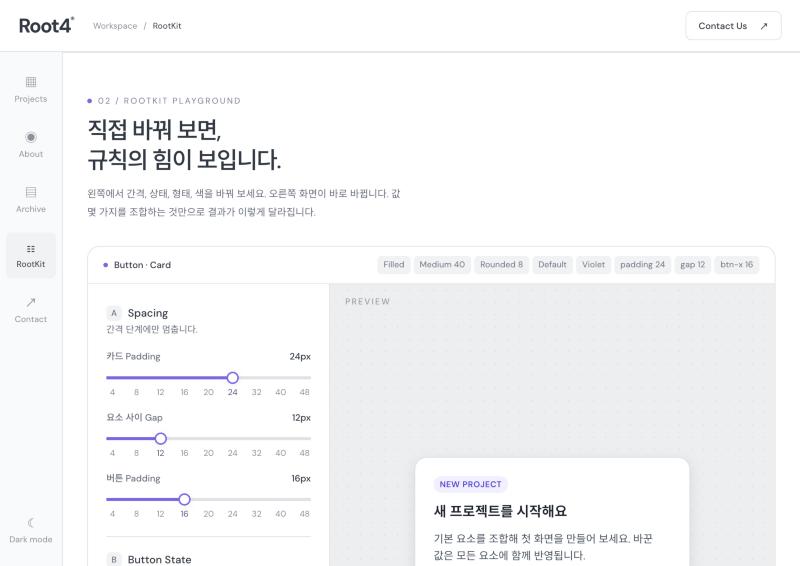 Root4
Workspace / RootKit
Contact Us ↗
Projects
About
Archive
RootKit
Contact
Dark mode
02 / ROOTKIT PLAYGROUND
직접 바꿔 보면,
규칙의 힘이 보입니다.
왼쪽에서 간격, 상태, 형태, 색을 바꿔 보세요. 오른쪽 화면이 바로 바뀝니다. 값
몇 가지를 조합하는 것만으로 결과가 이렇게 달라집니다.
Button · Card
Filled Medium 40 Rounded 8 Default Violet padding 24 gap 12 btn-x 16
A Spacing
간격 단계에만 멈춥니다.
카드 Padding 24px
4 8 12 16 20 24 32 40 48
요소 사이 Gap 12px
4 8 12 16 20 24 32 40 48
버튼 Padding 16px
4 8 12 16 20 24 32 40 48
B Button State
PREVIEW
NEW PROJECT
새 프로젝트를 시작해요
기본 요소를 조합해 첫 화면을 만들어 보세요. 바꾼
값은 모든 요소에 함께 반영됩니다.